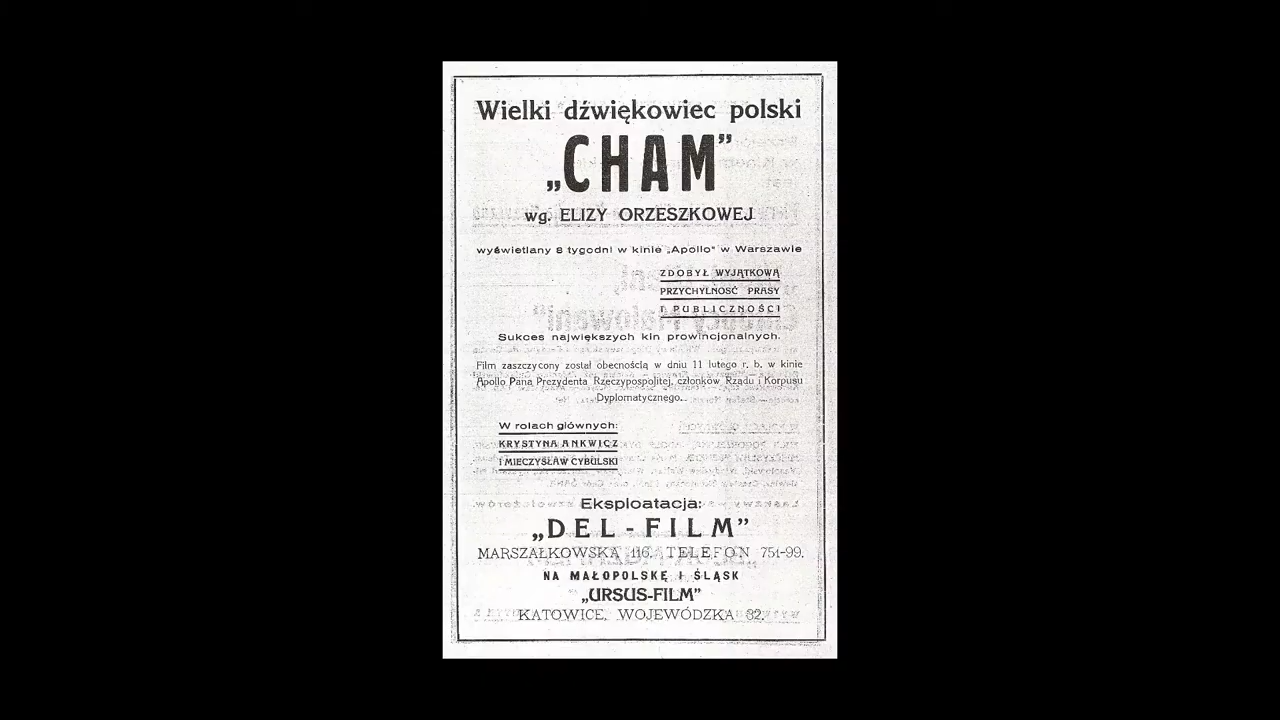 Wielki dźwiękowiec polski
„CHAM”
wg. ELIZY ORZESZKOWEJ
wyświetlany 8 tygodni w kinie „Apollo” w Warszawie
ZDOBYŁ WYJĄTKOWĄ
PRZYCHYLNOŚĆ PRASY
I PUBLICZNOŚCI
Sukces największych kin prowincjonalnych.
Film zaszczycony został obecnością w dniu 11 lutego r. b. w kinie
Apollo Pana Prezydenta Rzeczypospolitej, członków Rządu i Korpusu
Dyplomatycznego.
W rolach głównych:
KRYSTYNA ANKWICZ
I MIECZYSŁAW CYBULSKI
Eksploatacja:
„DEL-FILM”
MARSZAŁKOWSKA 116. TELEFON 751-99.
NA MAŁOPOLSKĘ I ŚLĄSK
„URSUS-FILM”
KATOWICE, WOJEWÓDZKA 32.